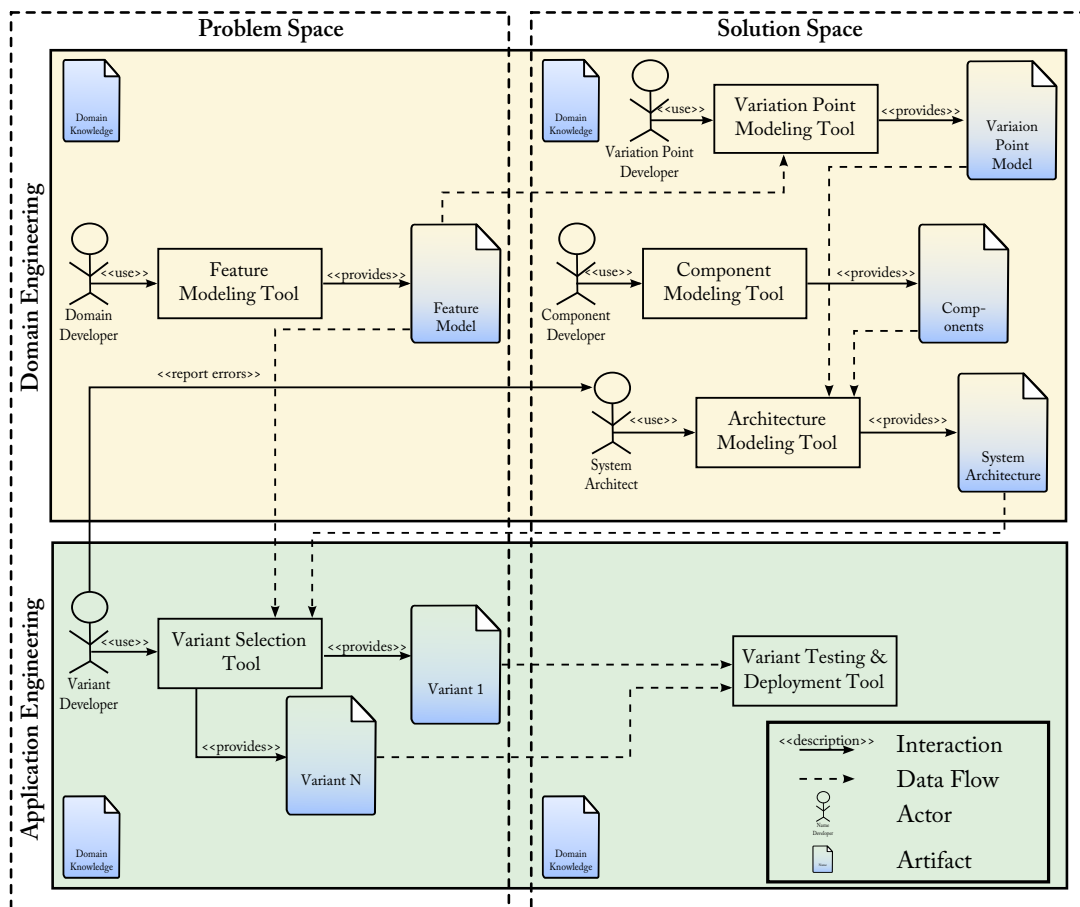 Problem Space
Solution Space
Domain Engineering
Domain
Knowledge
Domain
Knowledge
<<use>>
Variation Point
Developer
Variation Point
Modeling Tool
<<provides>>
Variaion
Point
Model
<<use>>
Domain
Developer
Feature
Modeling Tool
<<provides>>
Feature
Model
<<use>>
Component
Developer
Component
Modeling Tool
<<provides>>
Comp-
onents
<<report errors>>
<<use>>
System
Architect
Architecture
Modeling Tool
<<provides>>
System
Architecture
Application Engineering
<<use>>
Variant
Developer
Variant Selection
Tool
<<provides>>
Variant 1
<<provides>>
Variant N
Variant Testing &
Deployment Tool
Domain
Knowledge
Domain
Knowledge
<<description>>
Interaction
Data Flow
Name
Developer
Actor
Name
Artifact